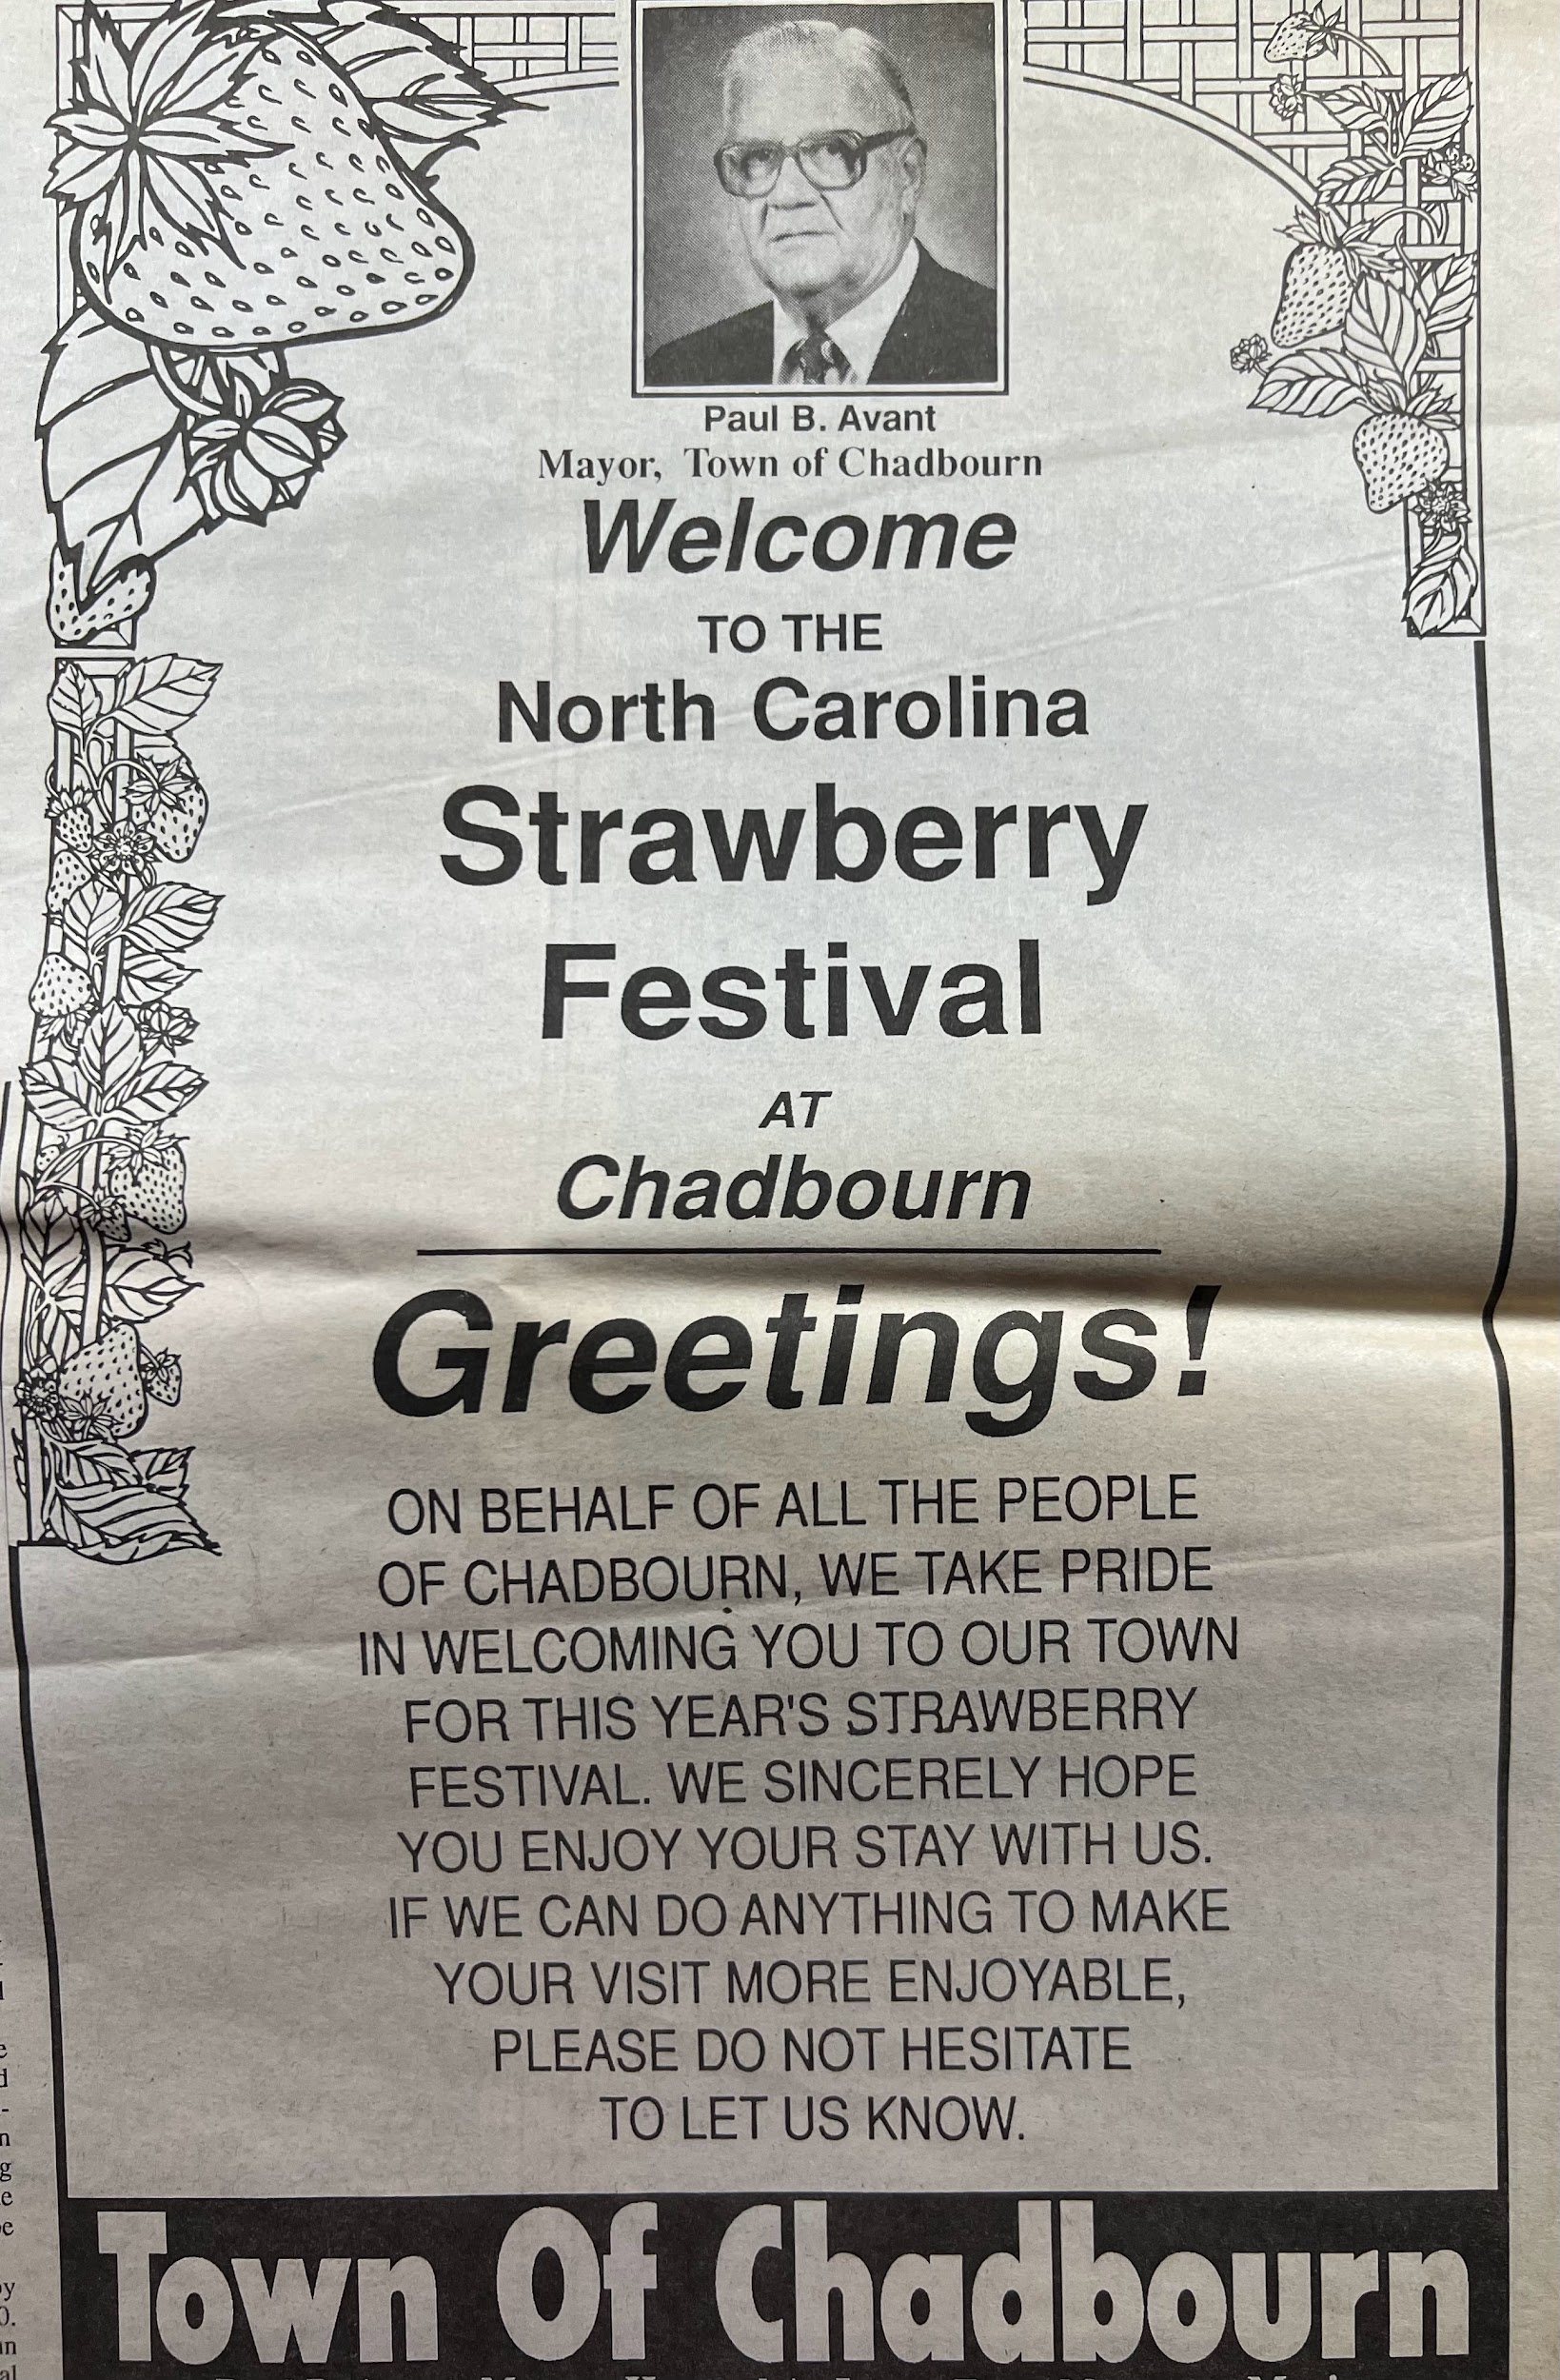 Paul B. Avant
Mayor, Town of Chadbourn
Welcome
TO THE
North Carolina
Strawberry
Festival
AT
Chadbourn
Greetings!
ON BEHALF OF ALL THE PEOPLE
OF CHADBOURN, WE TAKE PRIDE
IN WELCOMING YOU TO OUR TOWN
FOR THIS YEAR'S STRAWBERRY
FESTIVAL. WE SINCERELY HOPE
YOU ENJOY YOUR STAY WITH US.
IF WE CAN DO ANYTHING TO MAKE
YOUR VISIT MORE ENJOYABLE,
PLEASE DO NOT HESITATE
TO LET US KNOW.
Town Of Chadbourn